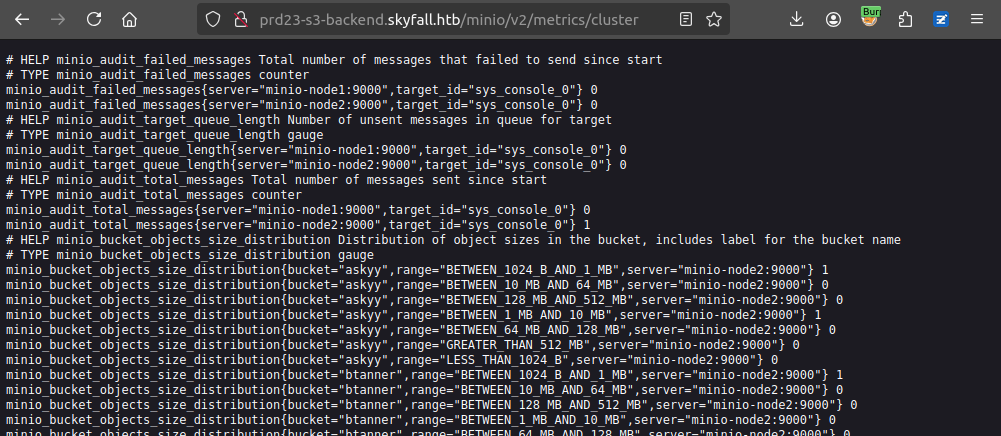 prd23-s3-backend.skyfall.htb/minio/v2/metrics/cluster
Burp
# HELP minio_audit_failed_messages Total number of messages that failed to send since start
# TYPE minio_audit_failed_messages counter
minio_audit_failed_messages{server="minio-node1:9000",target_id="sys_console_0"} 0
minio_audit_failed_messages{server="minio-node2:9000",target_id="sys_console_0"} 0
# HELP minio_audit_target_queue_length Number of unsent messages in queue for target
# TYPE minio_audit_target_queue_length gauge
minio_audit_target_queue_length{server="minio-node1:9000",target_id="sys_console_0"} 0
minio_audit_target_queue_length{server="minio-node2:9000",target_id="sys_console_0"} 0
# HELP minio_audit_total_messages Total number of messages sent since start
# TYPE minio_audit_total_messages counter
minio_audit_total_messages{server="minio-node1:9000",target_id="sys_console_0"} 0
minio_audit_total_messages{server="minio-node2:9000",target_id="sys_console_0"} 1
# HELP minio_bucket_objects_size_distribution Distribution of object sizes in the bucket, includes label for the bucket name
# TYPE minio_bucket_objects_size_distribution gauge
minio_bucket_objects_size_distribution{bucket="askyy",range="BETWEEN_1024_B_AND_1_MB",server="minio-node2:9000"} 1
minio_bucket_objects_size_distribution{bucket="askyy",range="BETWEEN_10_MB_AND_64_MB",server="minio-node2:9000"} 0
minio_bucket_objects_size_distribution{bucket="askyy",range="BETWEEN_128_MB_AND_512_MB",server="minio-node2:9000"} 0
minio_bucket_objects_size_distribution{bucket="askyy",range="BETWEEN_1_MB_AND_10_MB",server="minio-node2:9000"} 1
minio_bucket_objects_size_distribution{bucket="askyy",range="BETWEEN_64_MB_AND_128_MB",server="minio-node2:9000"} 0
minio_bucket_objects_size_distribution{bucket="askyy",range="GREATER_THAN_512_MB",server="minio-node2:9000"} 0
minio_bucket_objects_size_distribution{bucket="askyy",range="LESS_THAN_1024_B",server="minio-node2:9000"} 0
minio_bucket_objects_size_distribution{bucket="btanner",range="BETWEEN_1024_B_AND_1_MB",server="minio-node2:9000"} 1
minio_bucket_objects_size_distribution{bucket="btanner",range="BETWEEN_10_MB_AND_64_MB",server="minio-node2:9000"} 0
minio_bucket_objects_size_distribution{bucket="btanner",range="BETWEEN_128_MB_AND_512_MB",server="minio-node2:9000"} 0
minio_bucket_objects_size_distribution{bucket="btanner",range="BETWEEN_1_MB_AND_10_MB",server="minio-node2:9000"} 0
minio_bucket_objects_size_distribution{bucket="btanner",range="BETWEEN_64_MB_AND_128_MB",server="minio-node2:9000"} 0